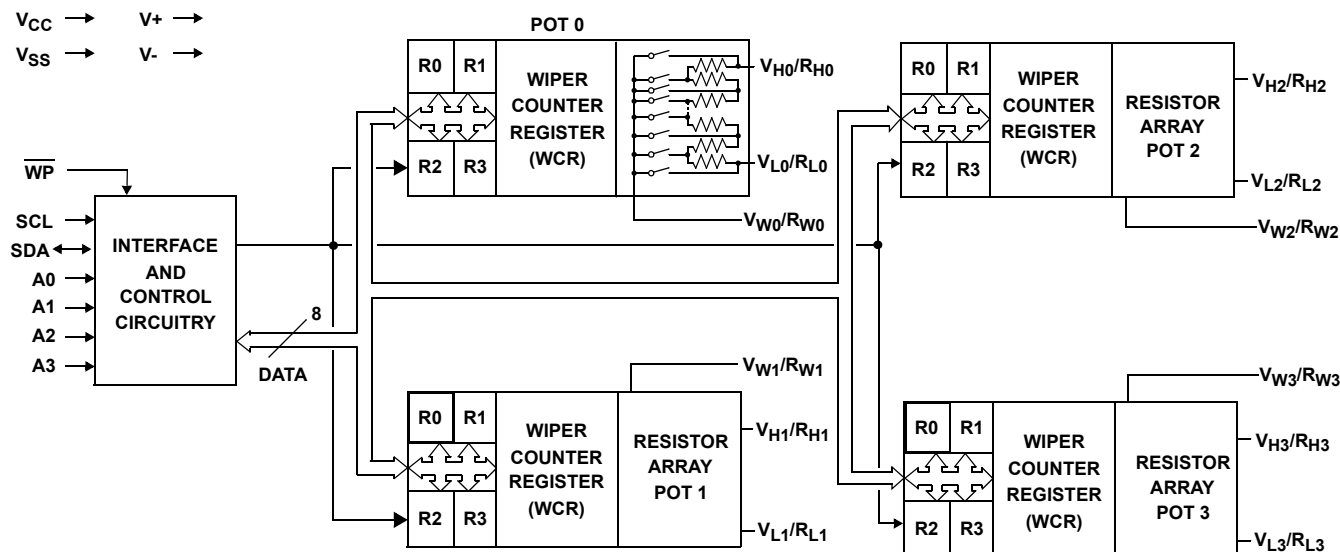 VCC V+
VSS V-
WP
SCL
SDA
A0
A1
A2
A3
INTERFACE
AND
CONTROL
CIRCUITRY
8
DATA
POT 0
R0 R1
R2 R3
WIPER
COUNTER
REGISTER
(WCR)
VH0/RH0
VL0/RL0
VW0/RW0
R0 R1
R2 R3
WIPER
COUNTER
REGISTER
(WCR)
RESISTOR
ARRAY
POT 2
VH2/RH2
VL2/RL2
VW2/RW2
R0 R1
R2 R3
WIPER
COUNTER
REGISTER
(WCR)
RESISTOR
ARRAY
POT 1
VW1/RW1
VH1/RH1
VL1/RL1
R0 R1
R2 R3
WIPER
COUNTER
REGISTER
(WCR)
RESISTOR
ARRAY
POT 3
VW3/RW3
VH3/RH3
VL3/RL3